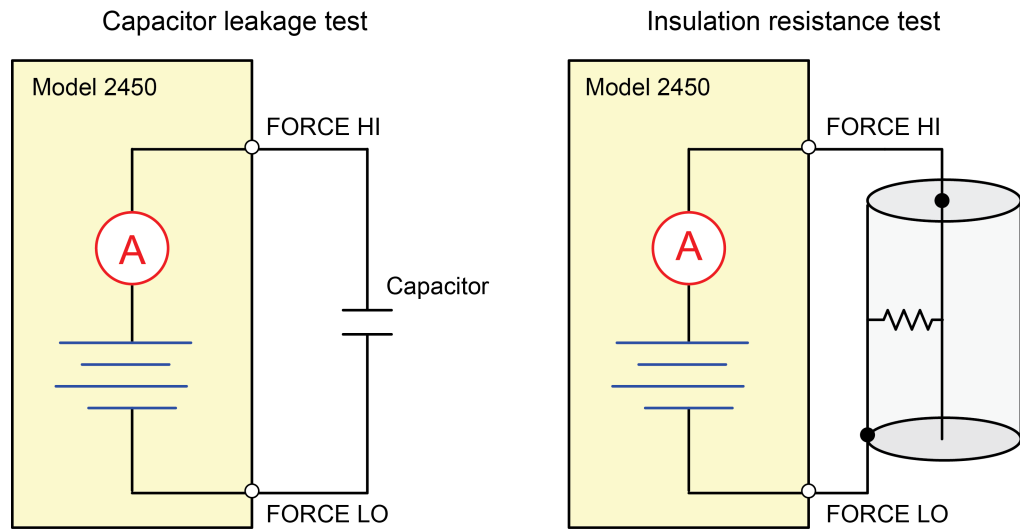 Capacitor leakage test
Model 2450
FORCE HI
A
Capacitor
FORCE LO
Insulation resistance test
Model 2450
FORCE HI
A
FORCE LO